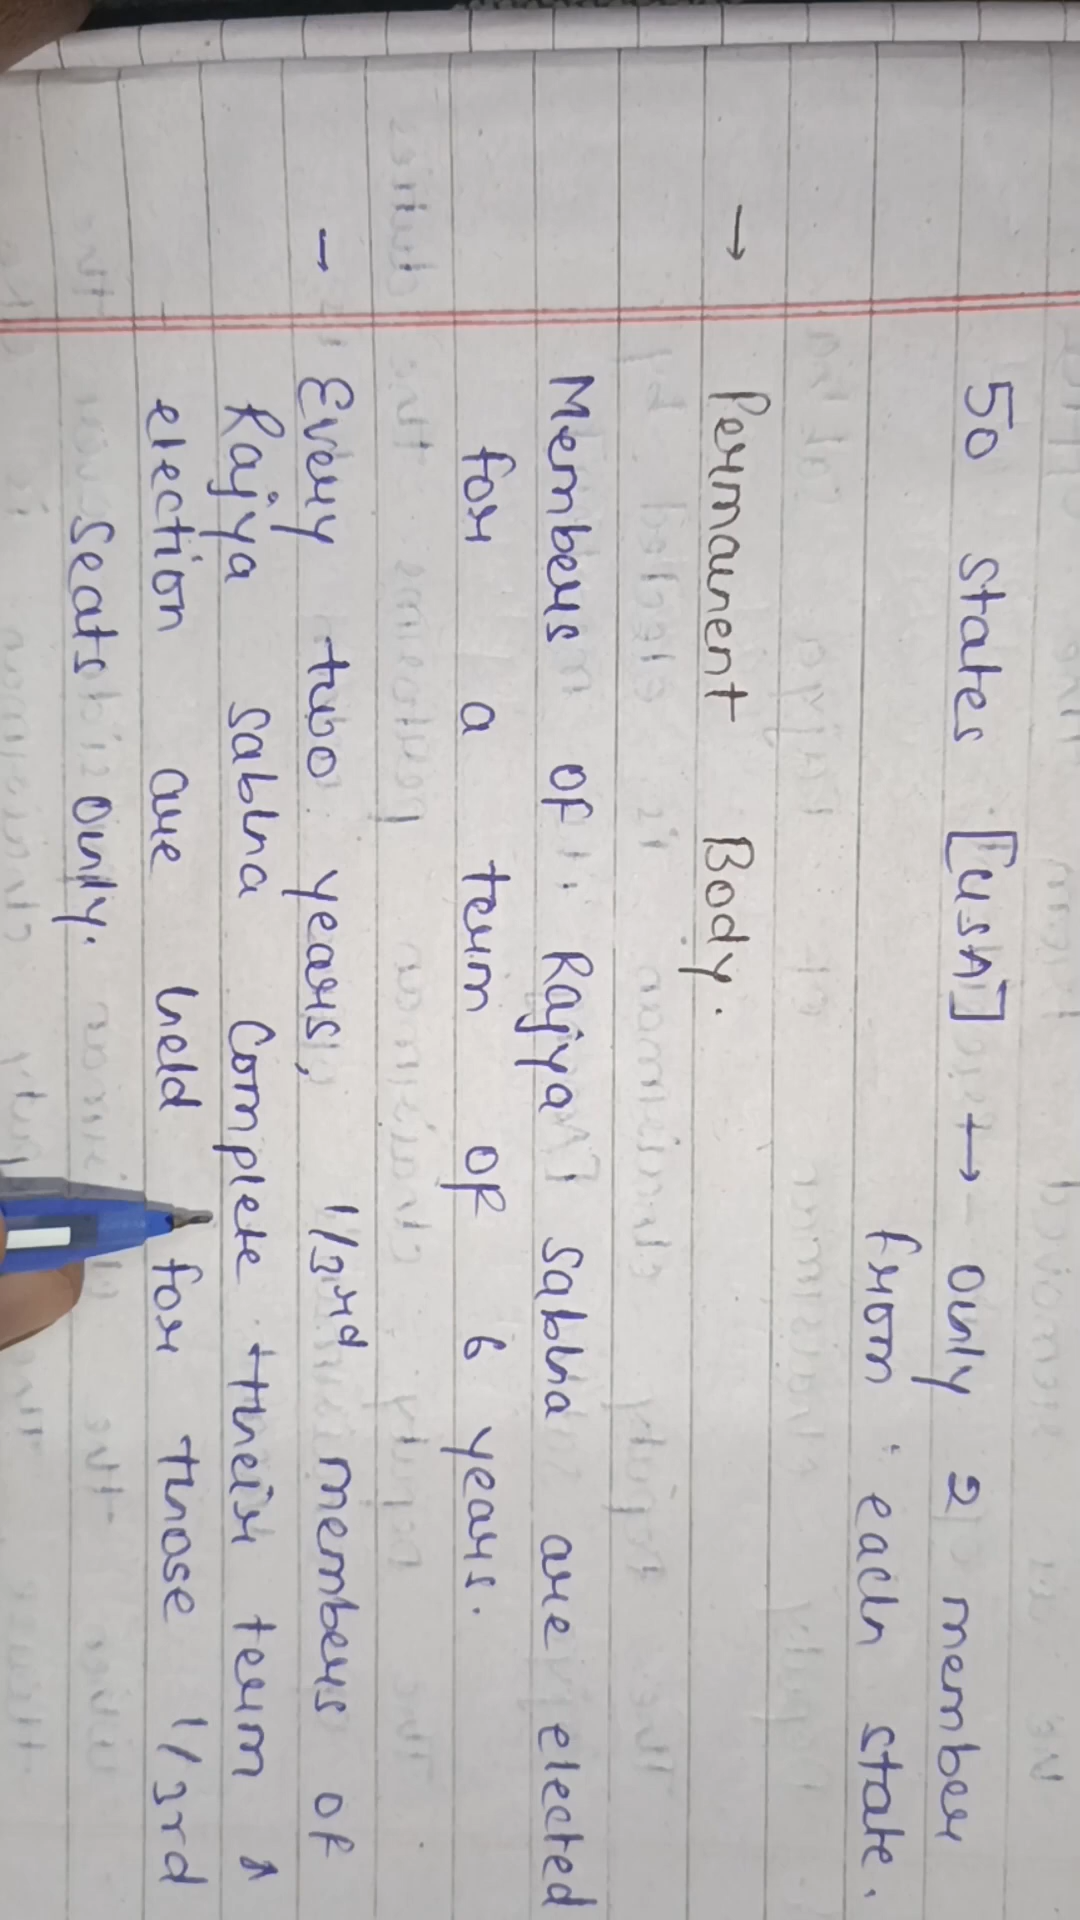 50 states [USA] → only 2 member
from each state.
→ Permanent Body.
Members of Rajya Sabha are elected
for a term of 6 years.
→ Every two years, 1/3rd members of
Rajya Sabha Complete their term &
election are held for those 1/3rd
seats only.